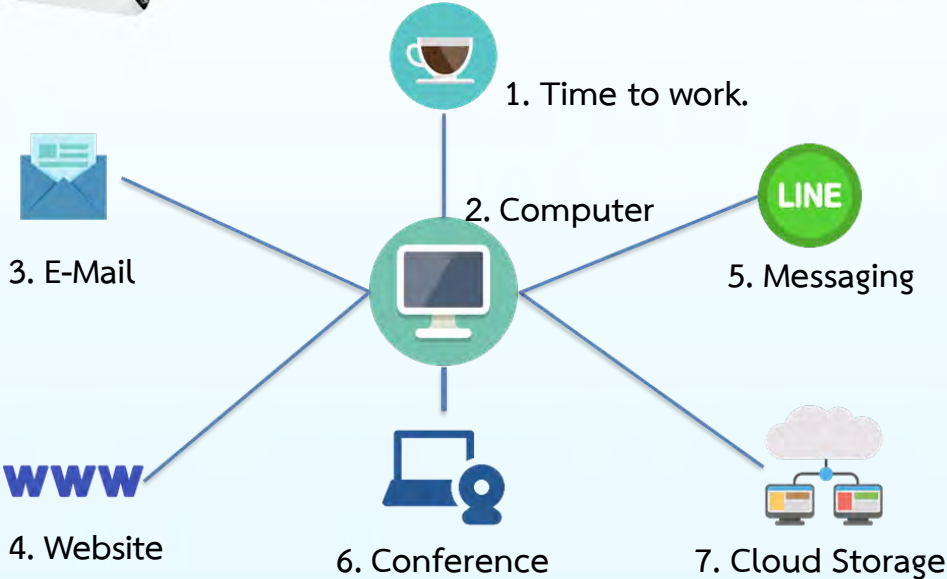 1. Time to work.
LINE
2. Computer
3. E-Mail
5. Messaging
WWW
4. Website
6. Conference
7. Cloud Storage